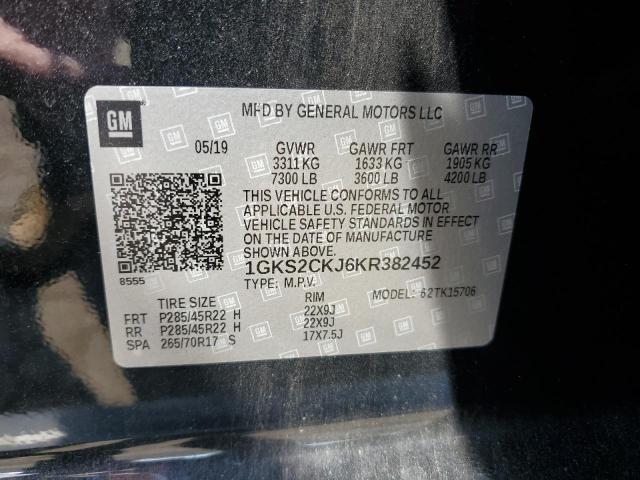 GM
MFD BY GENERAL MOTORS LLC
05/19 GVWR GAWR FRT GAWR RR
3311 KG 1633 KG 1905 KG
7300 LB 3600 LB 4200 LB
THIS VEHICLE CONFORMS TO ALL
APPLICABLE U.S. FEDERAL MOTOR
VEHICLE SAFETY STANDARDS IN EFFECT
ON THE DATE OF MANUFACTURE
SHOWN ABOVE.
1GKS2CKJ6KR382452
8555 TYPE: M.P.V.
TIRE SIZE RIM MODEL: 62TK15706
FRT P285/45R22 H 22X9J
RR P285/45R22 H 22X9J
SPA 265/70R17 S 17X7.5J